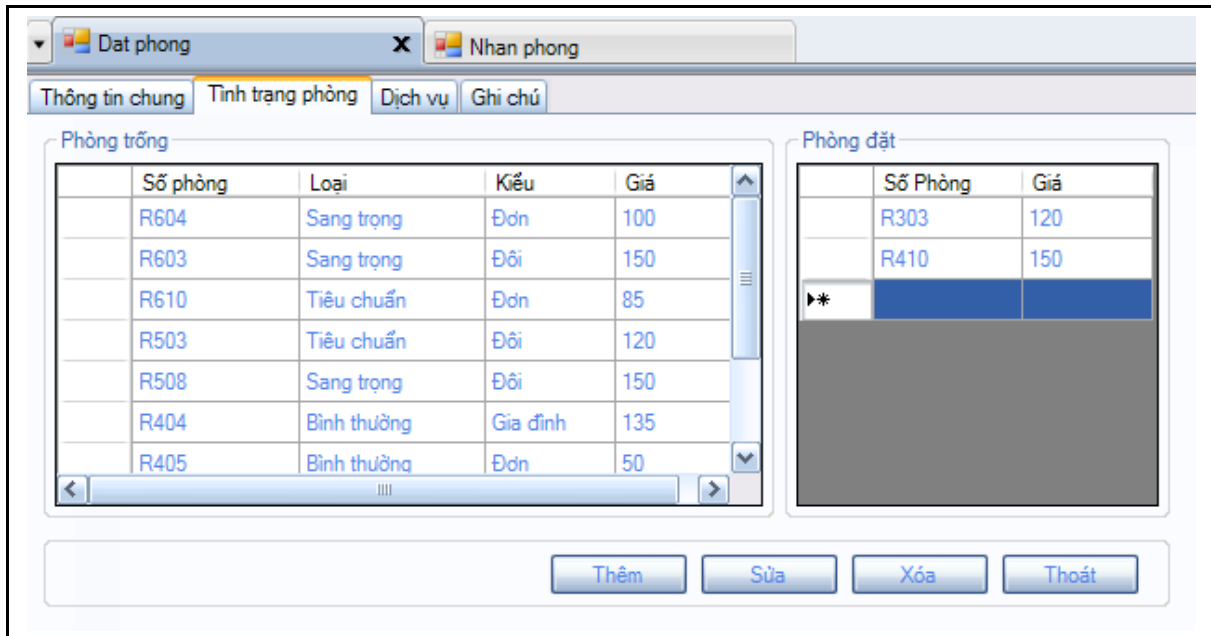 Dat phong Nhan phong
Thông tin chung Tình trạng phòng Dịch vụ Ghi chú
Phòng trống
Số phòng Loại Kiểu Giá
R604 Sang trọng Đơn 100
R603 Sang trọng Đôi 150
R610 Tiêu chuẩn Đơn 85
R503 Tiêu chuẩn Đôi 120
R508 Sang trọng Đôi 150
R404 Bình thường Gia đình 135
R405 Bình thường Đơn 50
Phòng đặt
Số Phòng Giá
R303 120
R410 150
Thêm Sửa Xóa Thoát